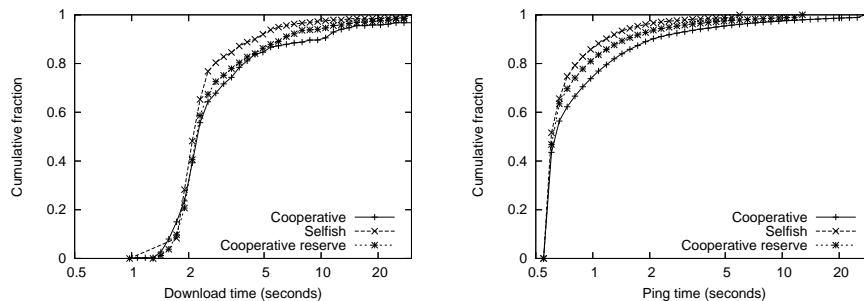 1
0.8
0.6
0.4
0.2
0
Cumulative fraction
Cooperative
Selfish
Cooperative reserve
0.5 1 2 5 10 20
Download time (seconds)
1
0.8
0.6
0.4
0.2
0
Cumulative fraction
Cooperative
Selfish
Cooperative reserve
0.5 1 2 5 10 20
Ping time (seconds)